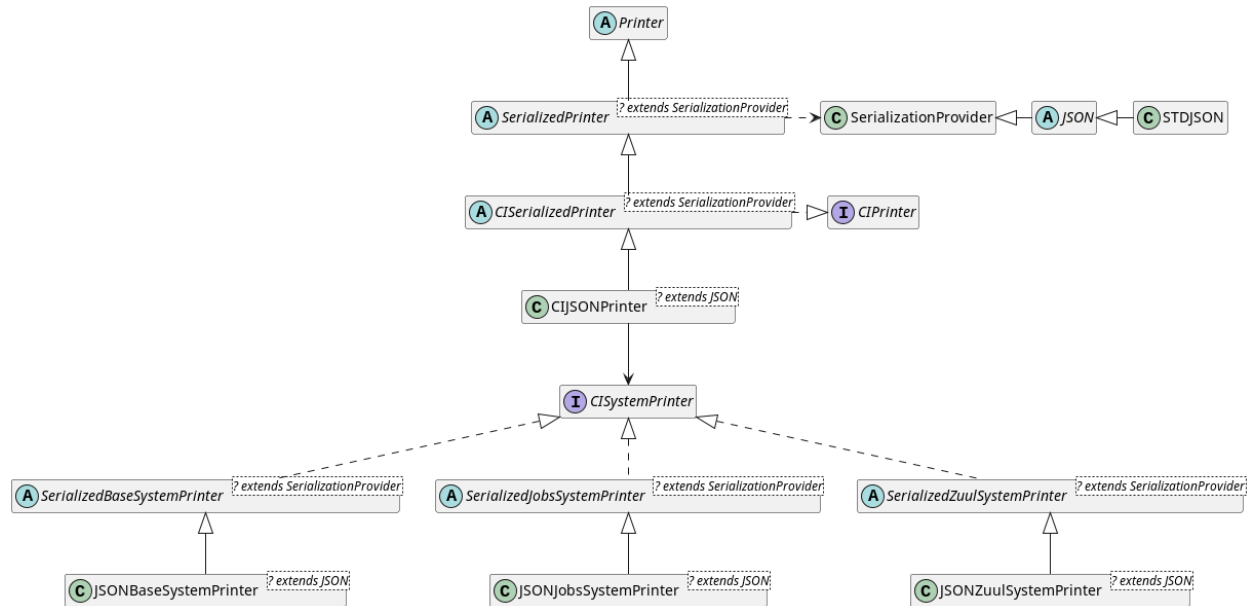 A Printer
A SerializedPrinter ? extends SerializationProvider
C SerializationProvider
A JSON
C STDJSON
A CISerializedPrinter ? extends SerializationProvider
I CIPrinter
C CIJSONPrinter ? extends JSON
I CISystemPrinter
A SerializedBaseSystemPrinter ? extends SerializationProvider
A SerializedJobsSystemPrinter ? extends SerializationProvider
A SerializedZuulSystemPrinter ? extends SerializationProvider
C JSONBaseSystemPrinter ? extends JSON
C JSONJobsSystemPrinter ? extends JSON
C JSONZuulSystemPrinter ? extends JSON